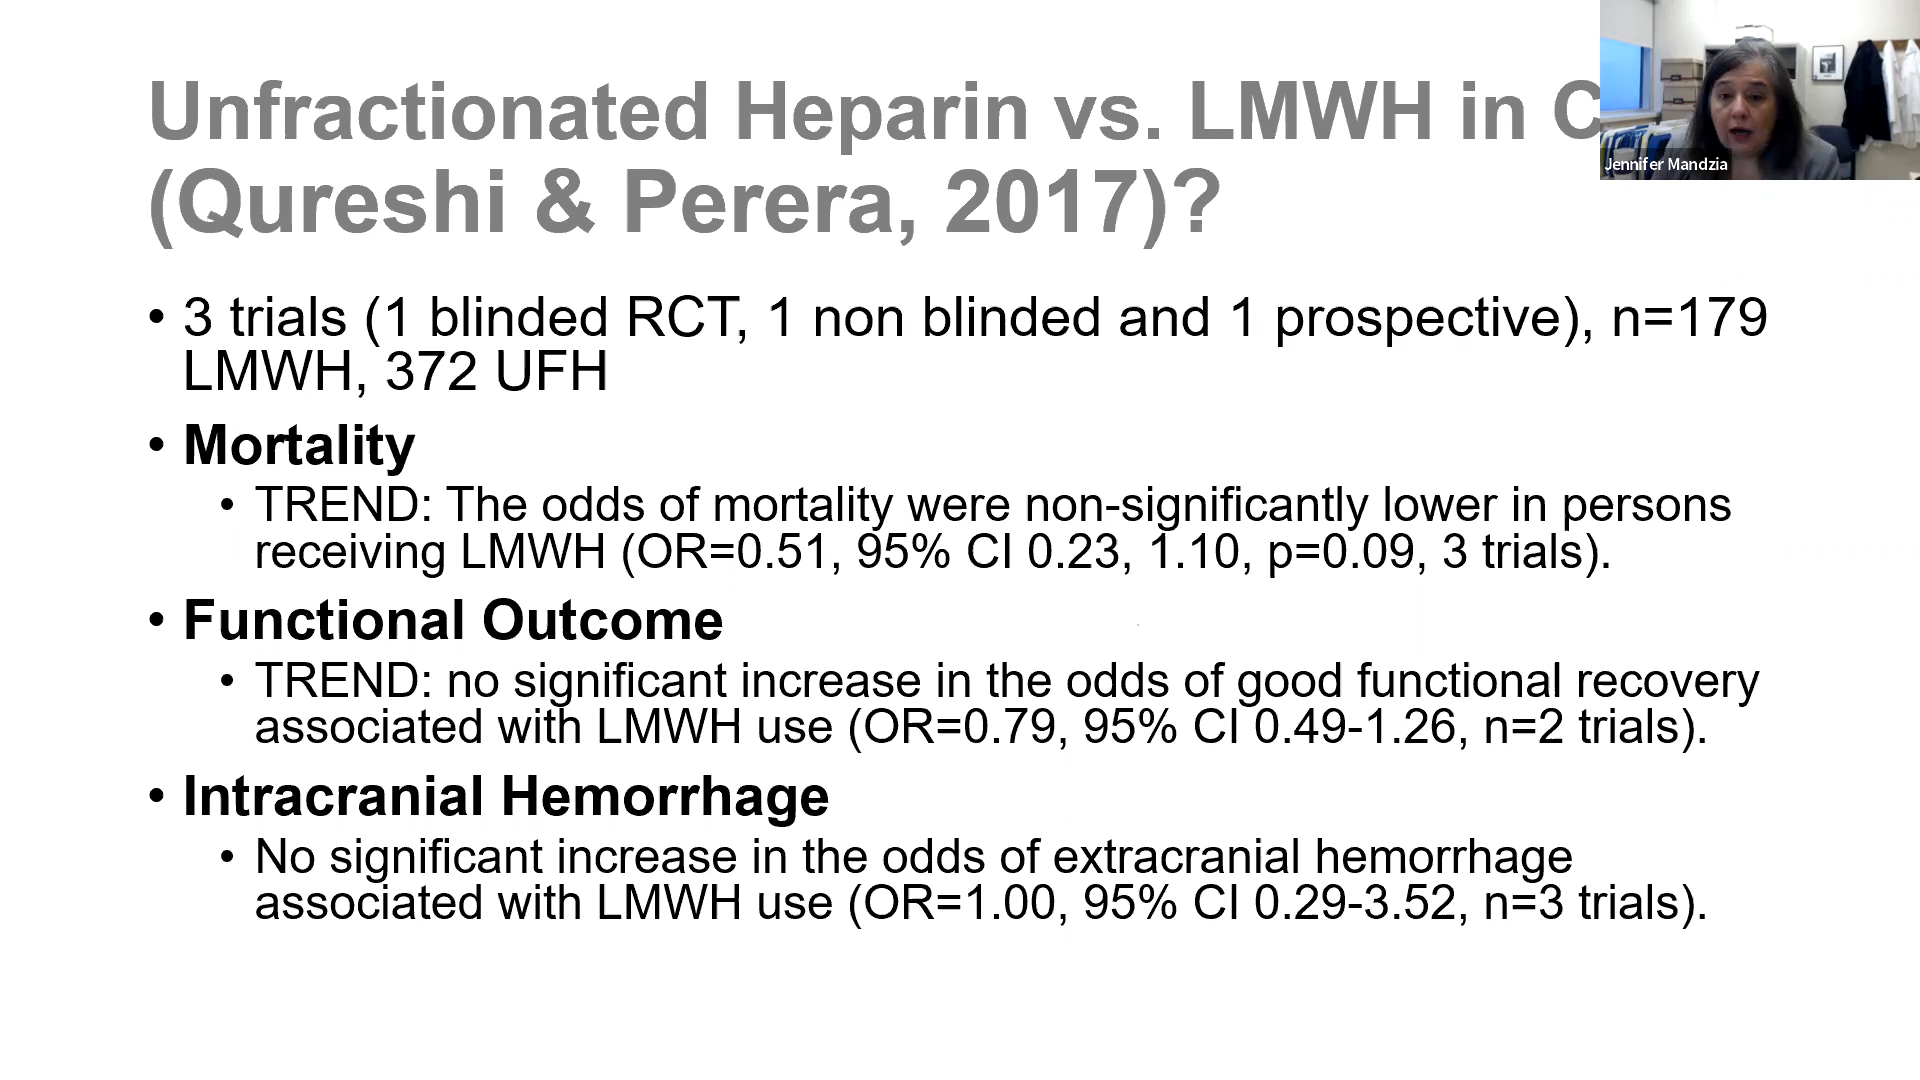 Unfractionated Heparin vs. LMWH in C
(Qureshi & Perera, 2017)?
Jennifer Mandzia
• 3 trials (1 blinded RCT, 1 non blinded and 1 prospective), n=179
LMWH, 372 UFH
• Mortality
• TREND: The odds of mortality were non-significantly lower in persons
receiving LMWH (OR=0.51, 95% CI 0.23, 1.10, p=0.09, 3 trials).
• Functional Outcome
• TREND: no significant increase in the odds of good functional recovery
associated with LMWH use (OR=0.79, 95% CI 0.49-1.26, n=2 trials).
• Intracranial Hemorrhage
• No significant increase in the odds of extracranial hemorrhage
associated with LMWH use (OR=1.00, 95% CI 0.29-3.52, n=3 trials).